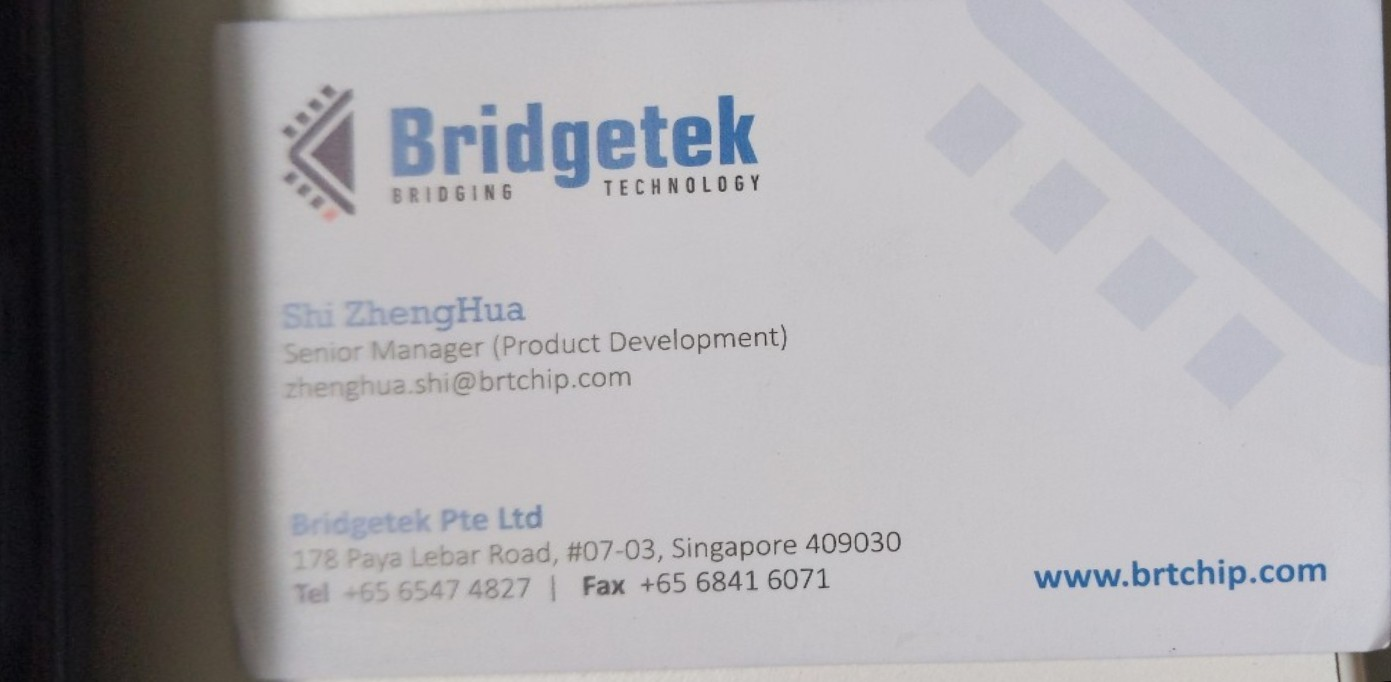 Bridgetek
BRIDGING TECHNOLOGY
Shi ZhengHua
Senior Manager (Product Development)
zhenghua.shi@brtchip.com
Bridgetek Pte Ltd
178 Paya Lebar Road, #07-03, Singapore 409030
Tel +65 6547 4827 | Fax +65 6841 6071
www.brtchip.com